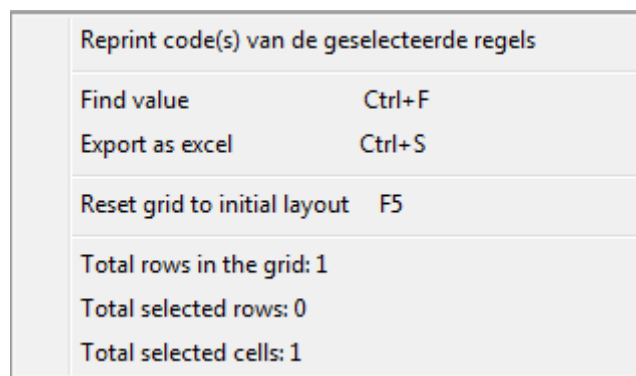 Reprint code(s) van de geselecteerde regels
Find value Ctrl+F
Export as excel Ctrl+S
Reset grid to initial layout F5
Total rows in the grid: 1
Total selected rows: 0
Total selected cells: 1